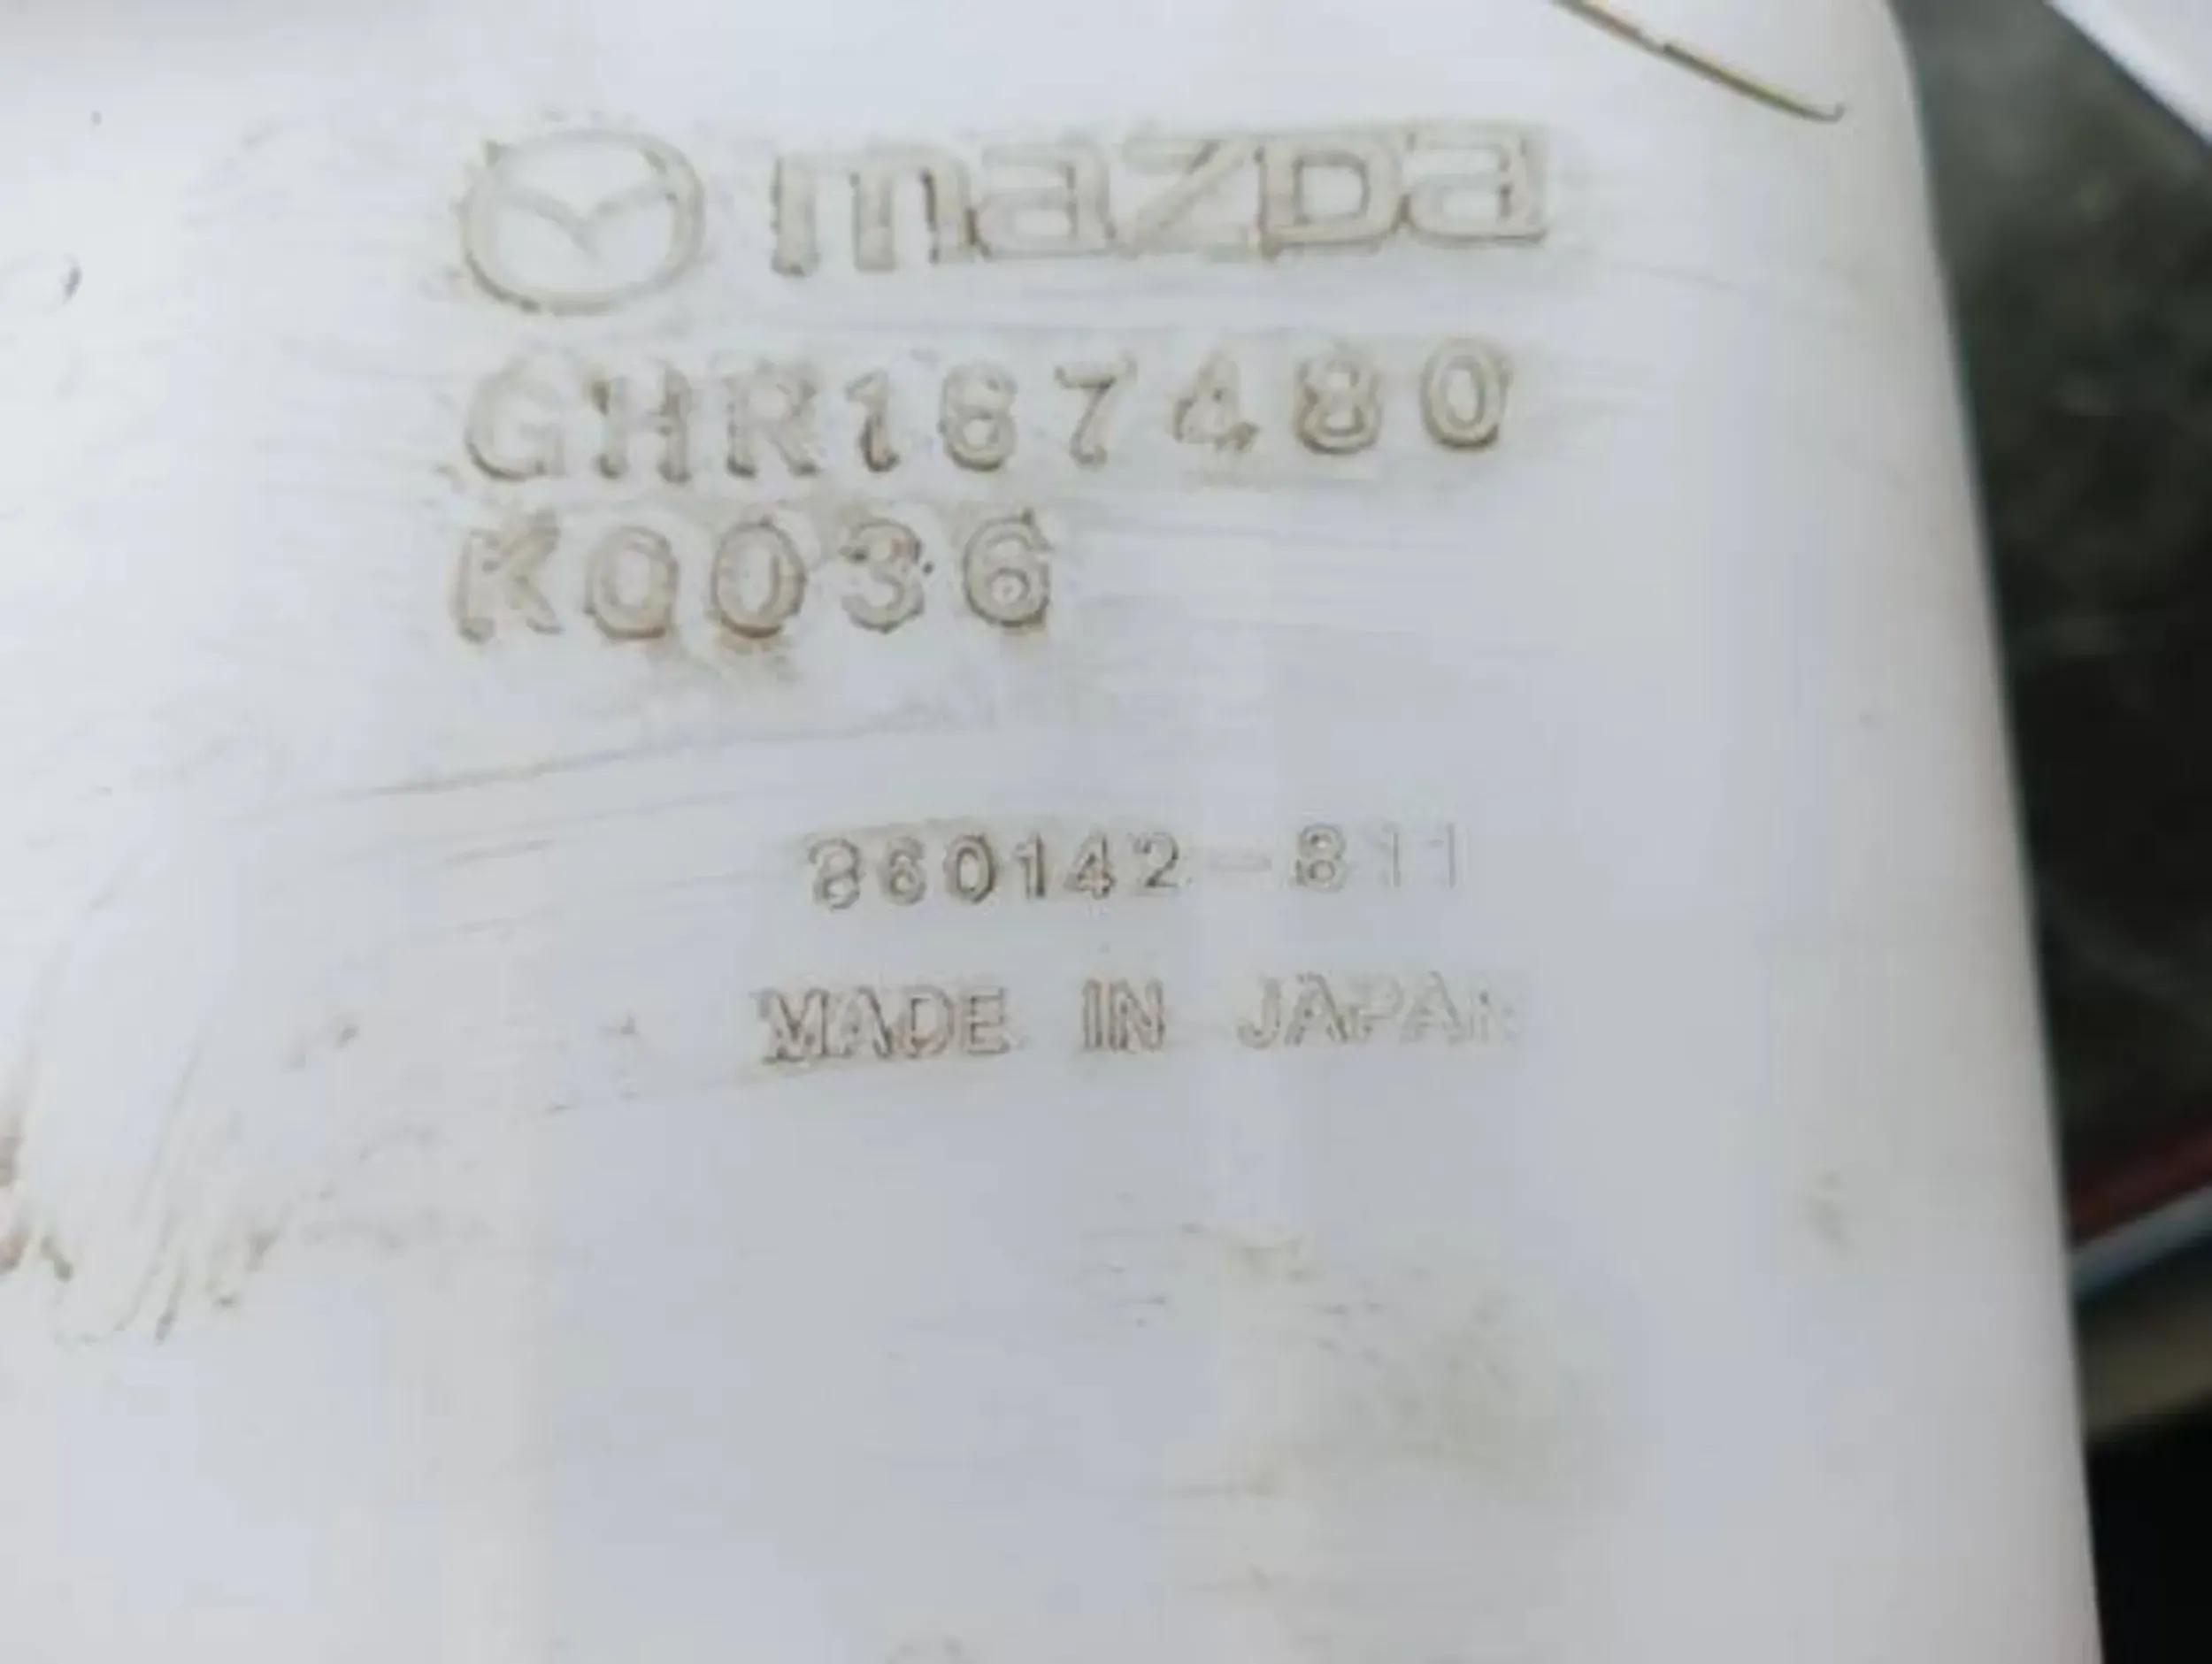 mazda
GHR167480
K0036
860142-811
MADE IN JAPAN